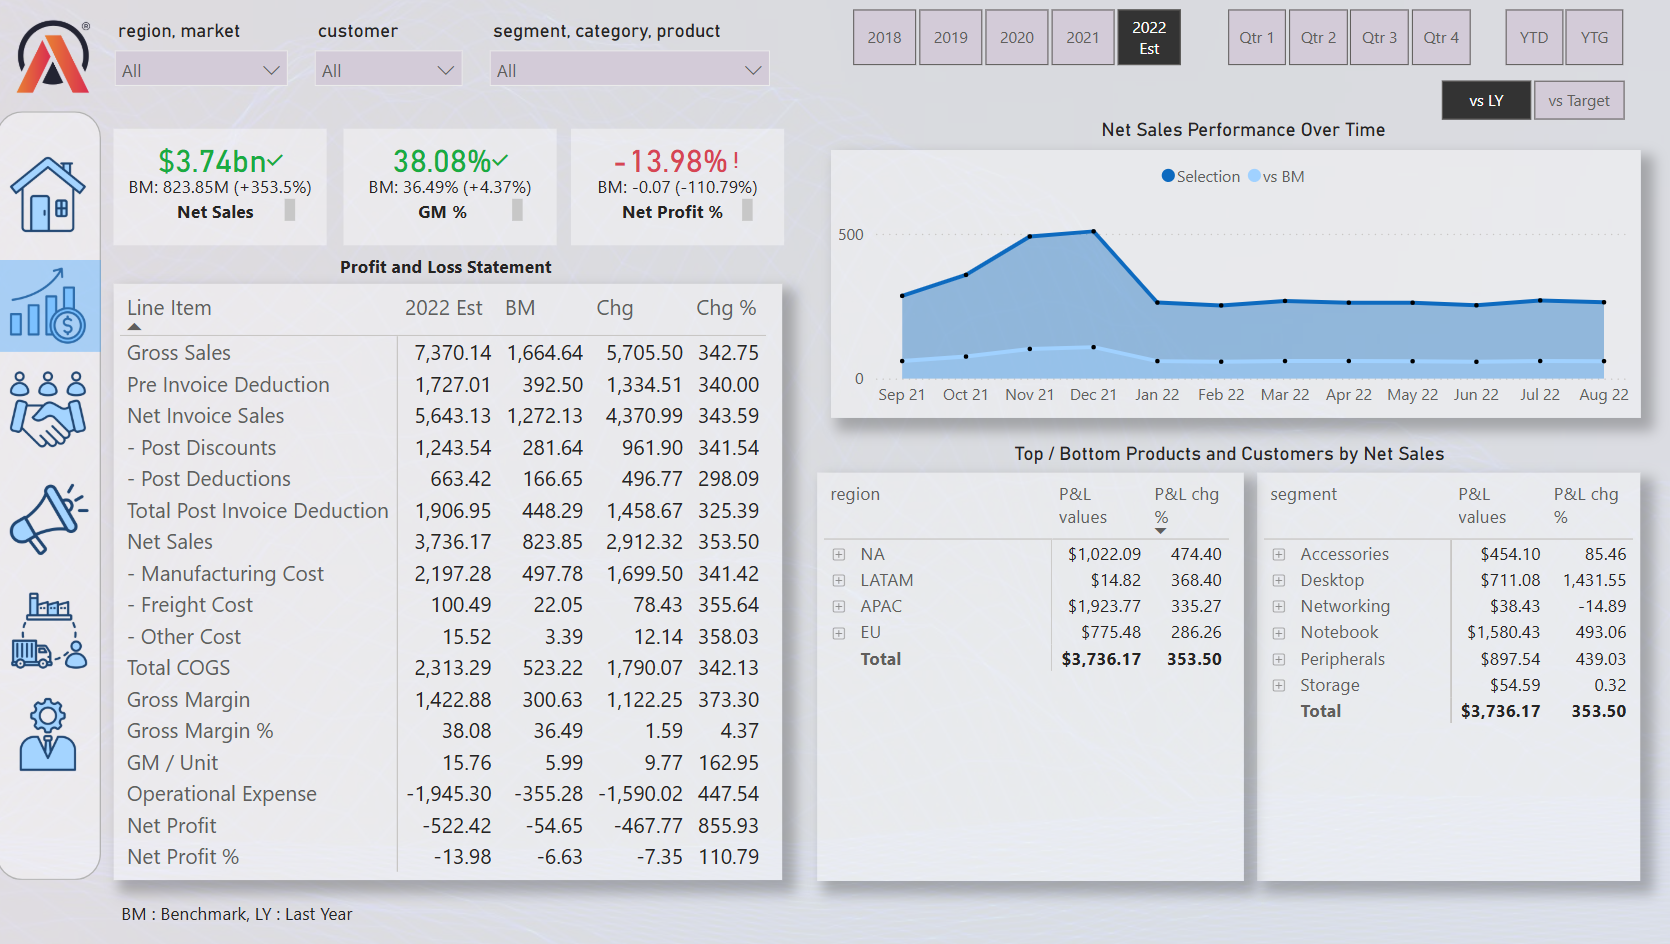 ®
region, market
customer
segment, category, product
All
All
All
2018
2019
2020
2021
2022
Est
Qtr 1
Qtr 2
Qtr 3
Qtr 4
YTD
YTG
vs LY
vs Target
$3.74bn
BM: 823.85M (+353.5%)
Net Sales
38.08%
BM: 36.49% (+4.37%)
GM %
-13.98%!
BM: -0.07 (-110.79%)
Net Profit %
Profit and Loss Statement
Line Item 2022 Est BM Chg Chg %
Gross Sales 7,370.14 1,664.64 5,705.50 342.75
Pre Invoice Deduction 1,727.01 392.50 1,334.51 340.00
Net Invoice Sales 5,643.13 1,272.13 4,370.99 343.59
- Post Discounts 1,243.54 281.64 961.90 341.54
- Post Deductions 663.42 166.65 496.77 298.09
Total Post Invoice Deduction 1,906.95 448.29 1,458.67 325.39
Net Sales 3,736.17 823.85 2,912.32 353.50
- Manufacturing Cost 2,197.28 497.78 1,699.50 341.42
- Freight Cost 100.49 22.05 78.43 355.64
- Other Cost 15.52 3.39 12.14 358.03
Total COGS 2,313.29 523.22 1,790.07 342.13
Gross Margin 1,422.88 300.63 1,122.25 373.30
Gross Margin % 38.08 36.49 1.59 4.37
GM / Unit 15.76 5.99 9.77 162.95
Operational Expense -1,945.30 -355.28 -1,590.02 447.54
Net Profit -522.42 -54.65 -467.77 855.93
Net Profit % -13.98 -6.63 -7.35 110.79
BM : Benchmark, LY : Last Year
Net Sales Performance Over Time
Selection vs BM
500
0
Sep 21 Oct 21 Nov 21 Dec 21 Jan 22 Feb 22 Mar 22 Apr 22 May 22 Jun 22 Jul 22 Aug 22
Top / Bottom Products and Customers by Net Sales
region P&L values P&L chg %
NA $1,022.09 474.40
LATAM $14.82 368.40
APAC $1,923.77 335.27
EU $775.48 286.26
Total $3,736.17 353.50
segment P&L values P&L chg %
Accessories $454.10 85.46
Desktop $711.08 1,431.55
Networking $38.43 -14.89
Notebook $1,580.43 493.06
Peripherals $897.54 439.03
Storage $54.59 0.32
Total $3,736.17 353.50